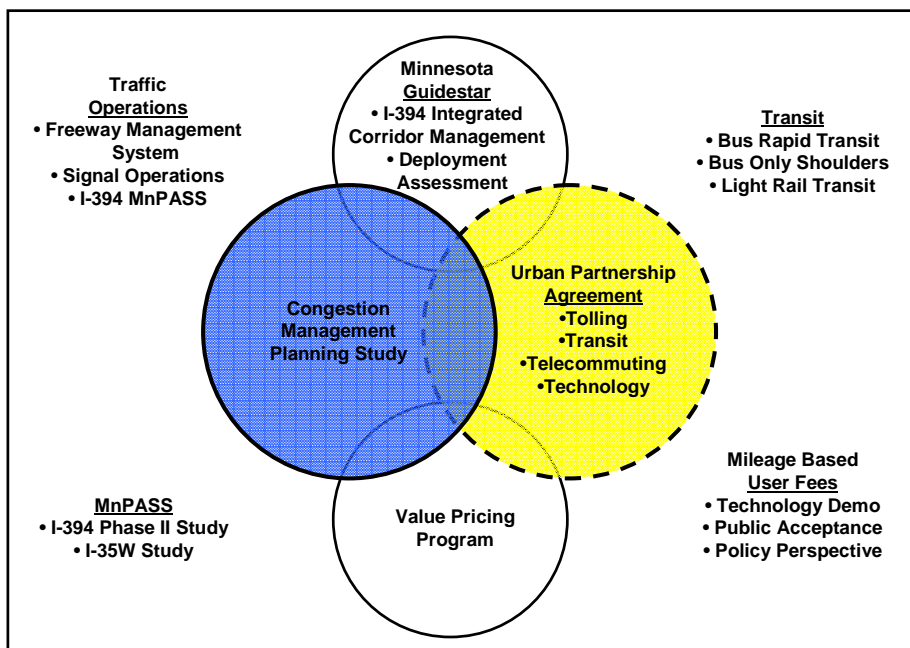 Traffic
Operations
• Freeway Management
System
• Signal Operations
• I-394 MnPASS
Minnesota
Guidestar
• I-394 Integrated
Corridor Management
• Deployment
Assessment
Transit
• Bus Rapid Transit
• Bus Only Shoulders
• Light Rail Transit
Congestion
Management
Planning Study
Urban Partnership
Agreement
•Tolling
•Transit
•Telecommuting
•Technology
MnPASS
• I-394 Phase II Study
• I-35W Study
Value Pricing
Program
Mileage Based
User Fees
• Technology Demo
• Public Acceptance
• Policy Perspective